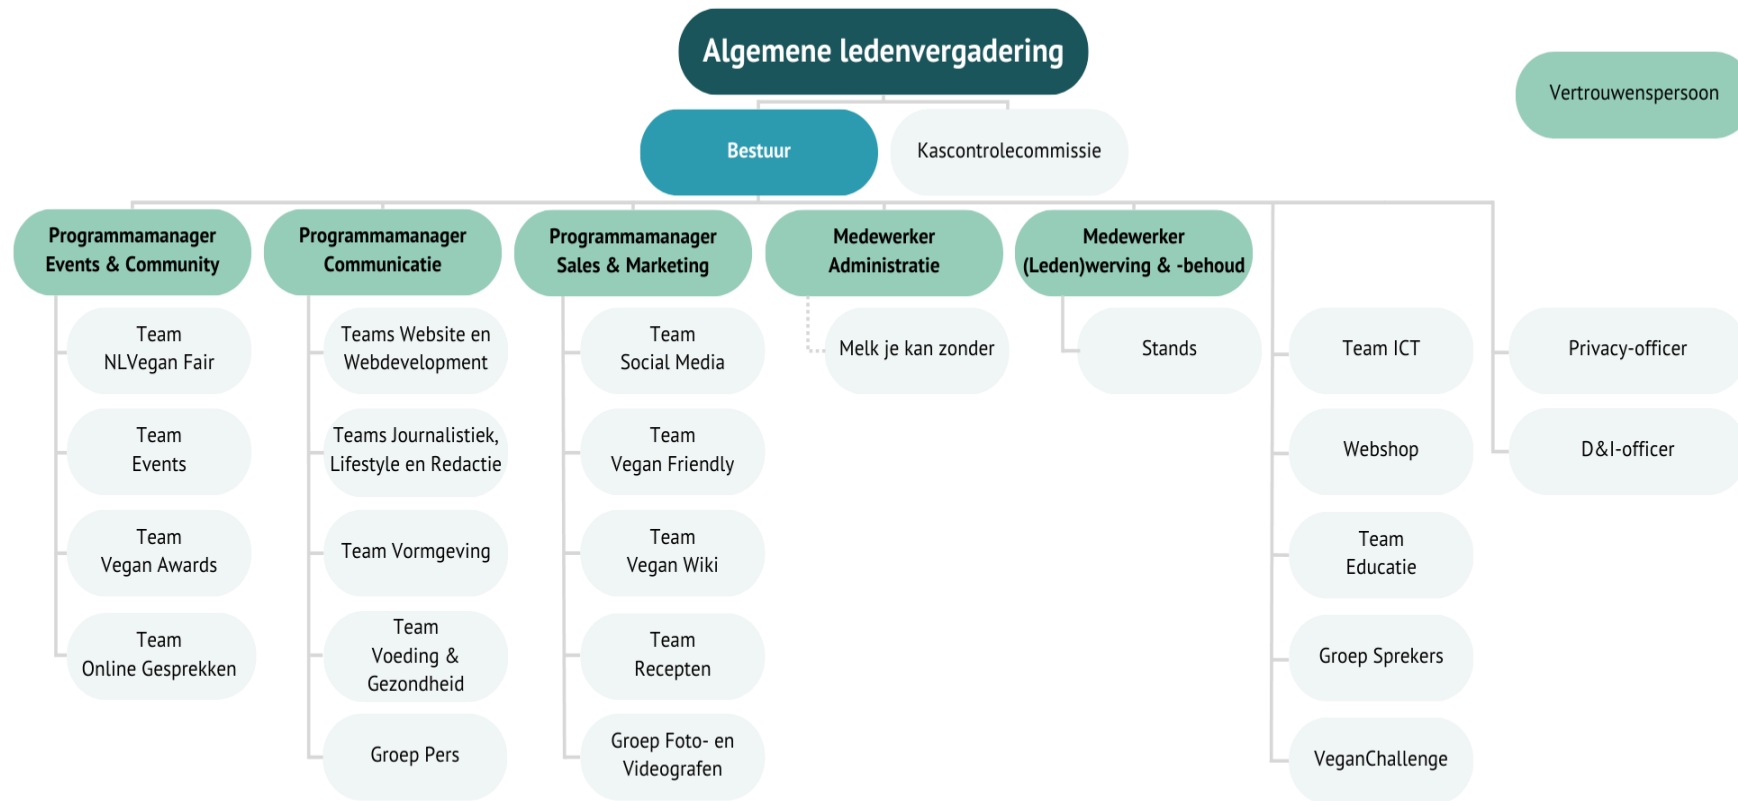 Algemene ledenvergadering
Vertrouwenspersoon
Bestuur
Kascontrolecommissie
Programmamanager
Events & Community
Programmamanager
Communicatie
Programmamanager
Sales & Marketing
Medewerker
Administratie
Medewerker
(Leden)werving & -behoud
Team
NLVegan Fair
Team
Events
Team
Vegan Awards
Team
Online Gesprekken
Teams Website en
Webdevelopment
Teams Journalistiek,
Lifestyle en Redactie
Team Vormgeving
Team
Voeding &
Gezondheid
Groep Pers
Team
Social Media
Team
Vegan Friendly
Team
Vegan Wiki
Team
Recepten
Groep Foto- en
Videografen
Melk je kan zonder
Stands
Team ICT
Webshop
Team
Educatie
Groep Sprekers
VeganChallenge
Privacy-officer
D&I-officer